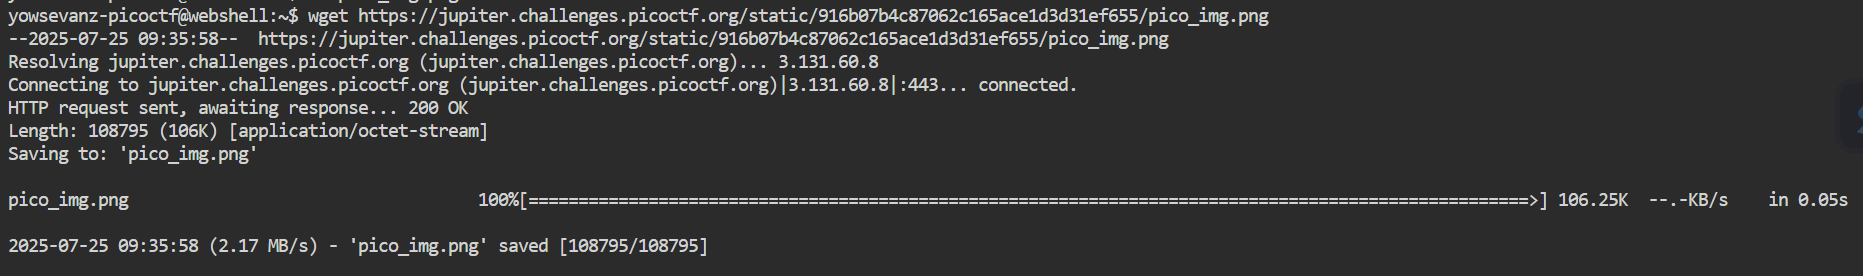 yowsevanz-picoctf@webshell:~$ wget https://jupiter.challenges.picoctf.org/static/916b07b4c87062c165ace1d3d31ef655/pico_img.png
--2025-07-25 09:35:58--  https://jupiter.challenges.picoctf.org/static/916b07b4c87062c165ace1d3d31ef655/pico_img.png
Resolving jupiter.challenges.picoctf.org (jupiter.challenges.picoctf.org)... 3.131.60.8
Connecting to jupiter.challenges.picoctf.org (jupiter.challenges.picoctf.org)|3.131.60.8|:443... connected.
HTTP request sent, awaiting response... 200 OK
Length: 108795 (106K) [application/octet-stream]
Saving to: 'pico_img.png'
pico_img.png                                   100%[====================================================================================================>] 106.25K  --.-KB/s    in 0.05s
2025-07-25 09:35:58 (2.17 MB/s) - 'pico_img.png' saved [108795/108795]